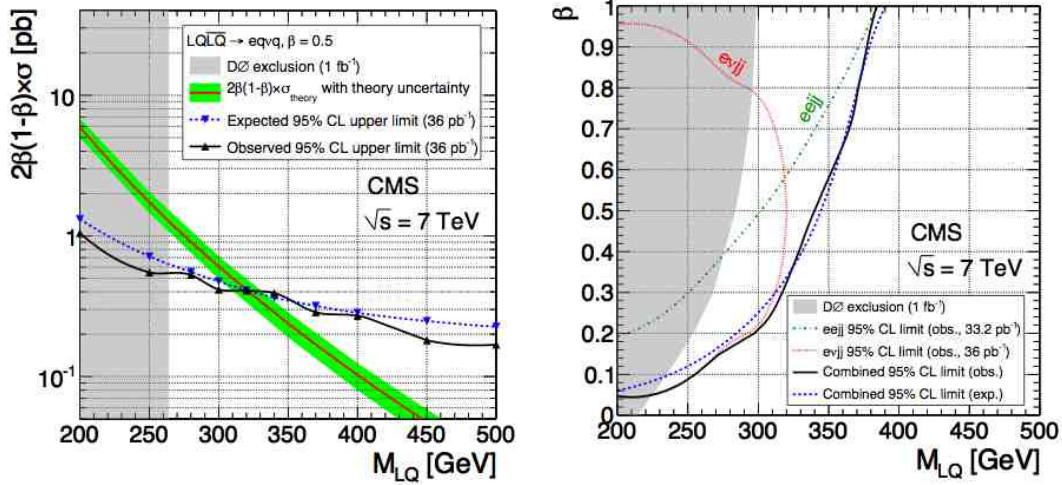 2β(1-β)×σ [pb]
10
1
10⁻¹
LQLQ̅ → eqνq, β = 0.5
DØ exclusion (1 fb⁻¹)
2β(1-β)×σ_theory with theory uncertainty
Expected 95% CL upper limit (36 pb⁻¹)
Observed 95% CL upper limit (36 pb⁻¹)
CMS
√s = 7 TeV
200 250 300 350 400 450 500
M_LQ [GeV]
β
1
0.9
0.8
0.7
0.6
0.5
0.4
0.3
0.2
0.1
0
eνjj
eejj
CMS
√s = 7 TeV
DØ exclusion (1 fb⁻¹)
eejj 95% CL limit (obs., 33.2 pb⁻¹)
eνjj 95% CL limit (obs., 36 pb⁻¹)
Combined 95% CL limit (obs.)
Combined 95% CL limit (exp.)
200 250 300 350 400 450 500
M_LQ [GeV]